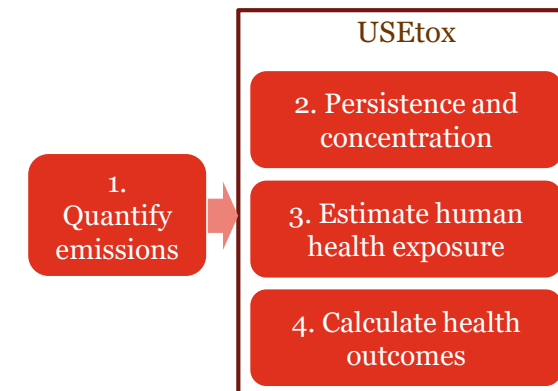 USEtox
2. Persistence and
concentration
1.
Quantify
emissions
3. Estimate human
health exposure
4. Calculate health
outcomes